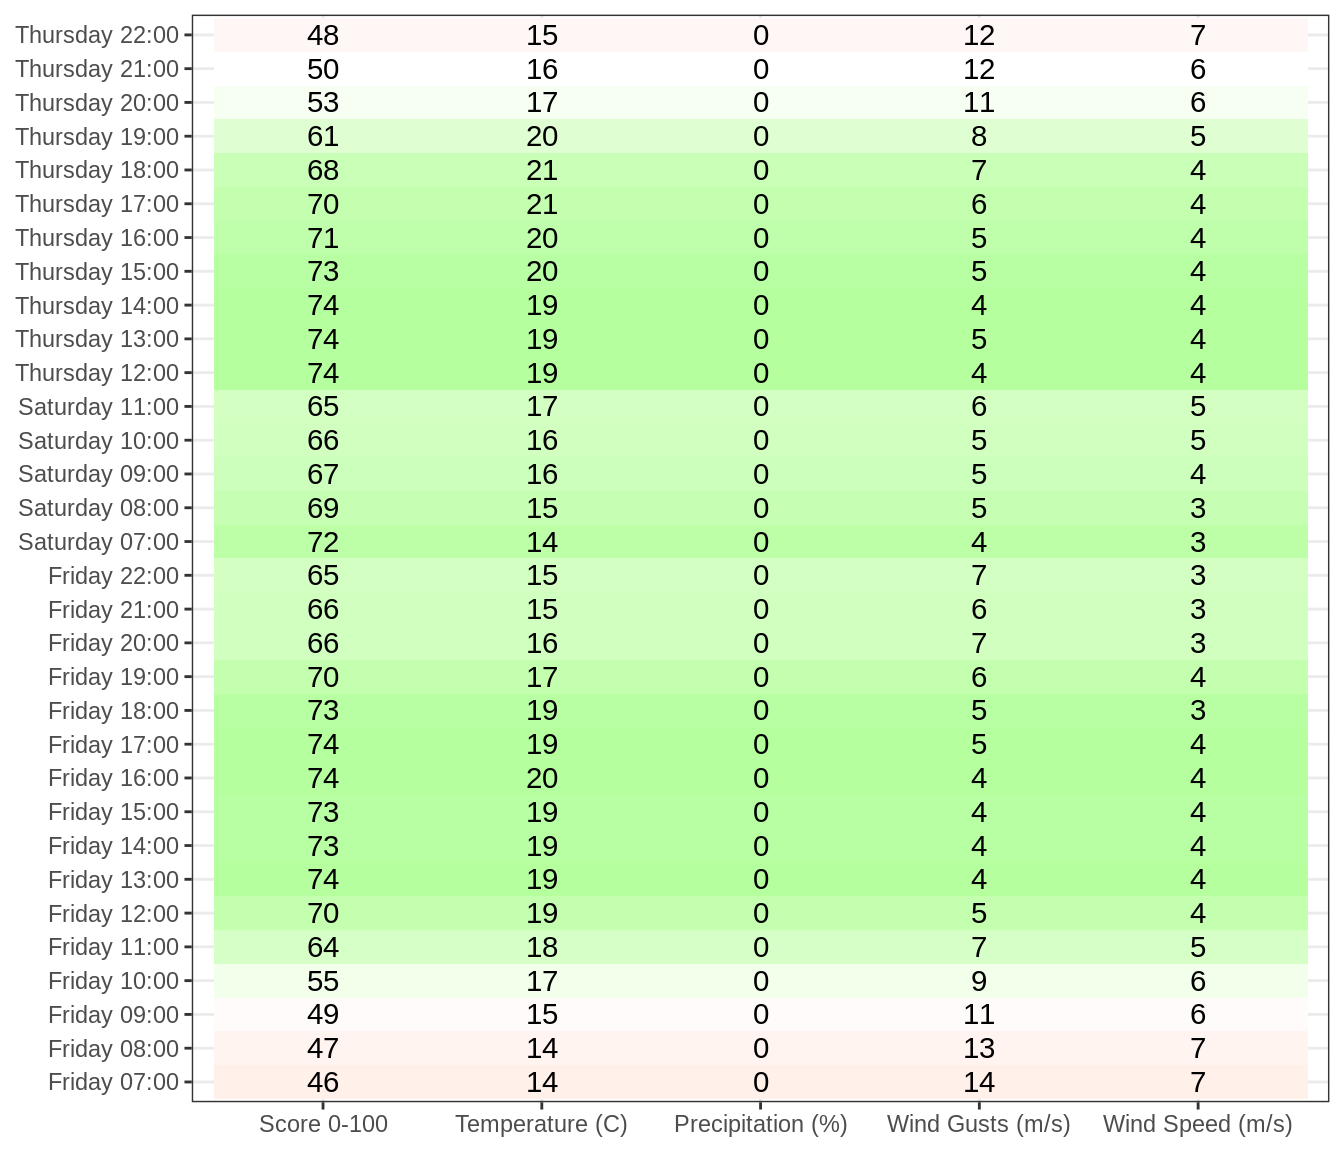 Thursday 22:00 48 15 0 12 7
Thursday 21:00 50 16 0 12 6
Thursday 20:00 53 17 0 11 6
Thursday 19:00 61 20 0 8 5
Thursday 18:00 68 21 0 7 4
Thursday 17:00 70 21 0 6 4
Thursday 16:00 71 20 0 5 4
Thursday 15:00 73 20 0 5 4
Thursday 14:00 74 19 0 4 4
Thursday 13:00 74 19 0 5 4
Thursday 12:00 74 19 0 4 4
Saturday 11:00 65 17 0 6 5
Saturday 10:00 66 16 0 5 5
Saturday 09:00 67 16 0 5 4
Saturday 08:00 69 15 0 5 3
Saturday 07:00 72 14 0 4 3
Friday 22:00 65 15 0 7 3
Friday 21:00 66 15 0 6 3
Friday 20:00 66 16 0 7 3
Friday 19:00 70 17 0 6 4
Friday 18:00 73 19 0 5 3
Friday 17:00 74 19 0 5 4
Friday 16:00 74 20 0 4 4
Friday 15:00 73 19 0 4 4
Friday 14:00 73 19 0 4 4
Friday 13:00 74 19 0 4 4
Friday 12:00 70 19 0 5 4
Friday 11:00 64 18 0 7 5
Friday 10:00 55 17 0 9 6
Friday 09:00 49 15 0 11 6
Friday 08:00 47 14 0 13 7
Friday 07:00 46 14 0 14 7
Score 0-100 Temperature (C) Precipitation (%) Wind Gusts (m/s) Wind Speed (m/s)